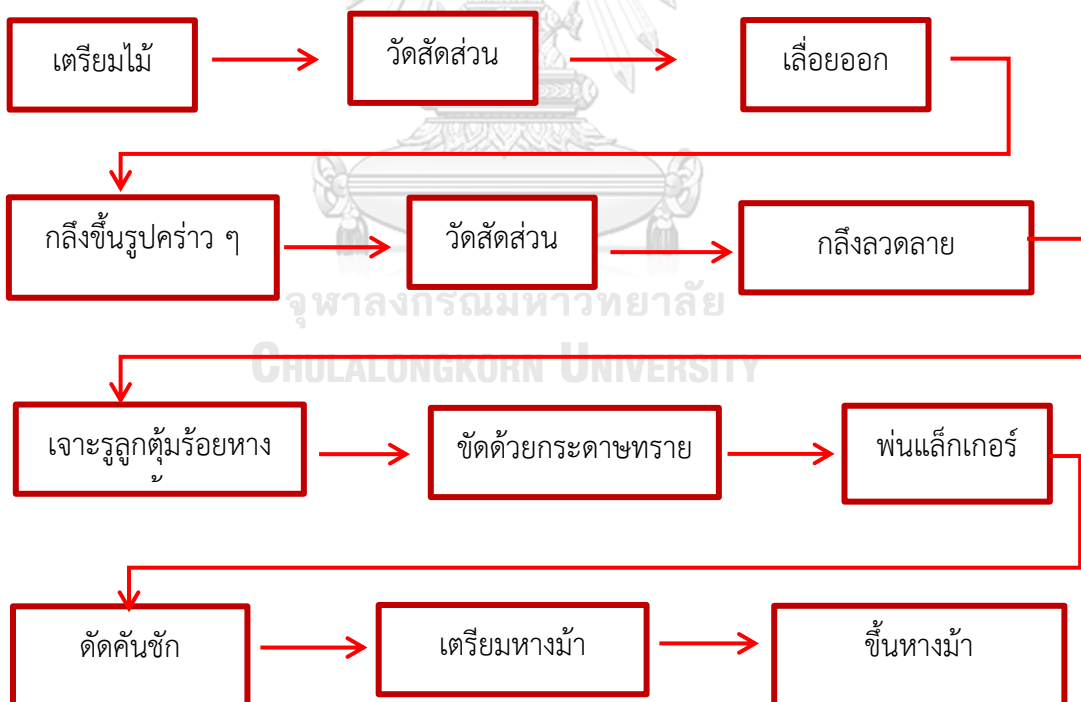 เตรียมไม้
วัดสัดส่วน
เลื่อยออก
กลึงขึ้นรูปคร่าว ๆ
วัดสัดส่วน
กลึงลวดลาย
จุฬาลงกรณ์มหาวิทยาลัย
CHULALONGKORN UNIVERSITY
เจาะรูลูกตุ้มร้อยหาง
ขัดด้วยกระดาษทราย
พ่นแล็กเกอร์
ดัดคันชัก
เตรียมหางม้า
ขึ้นหางม้า